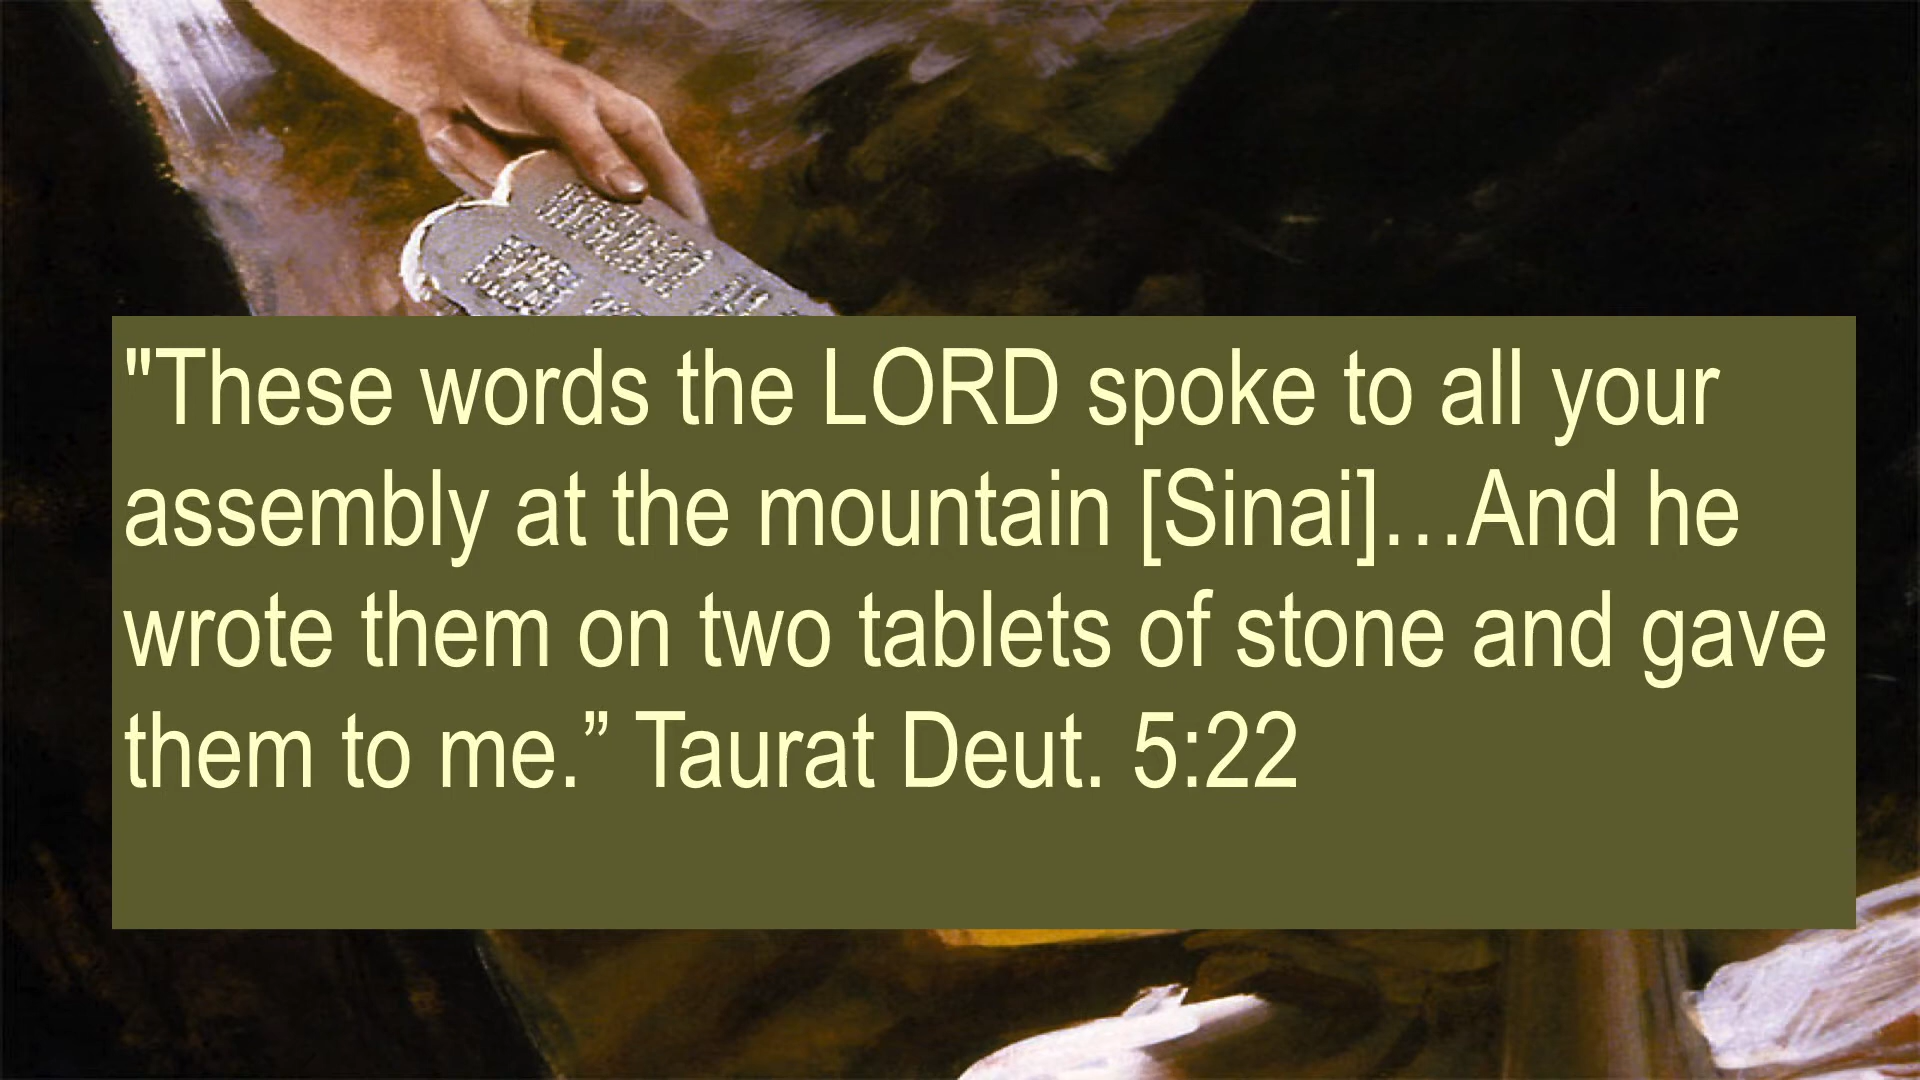 "These words the LORD spoke to all your
assembly at the mountain [Sinai]…And he
wrote them on two tablets of stone and gave
them to me.” Taurat Deut. 5:22